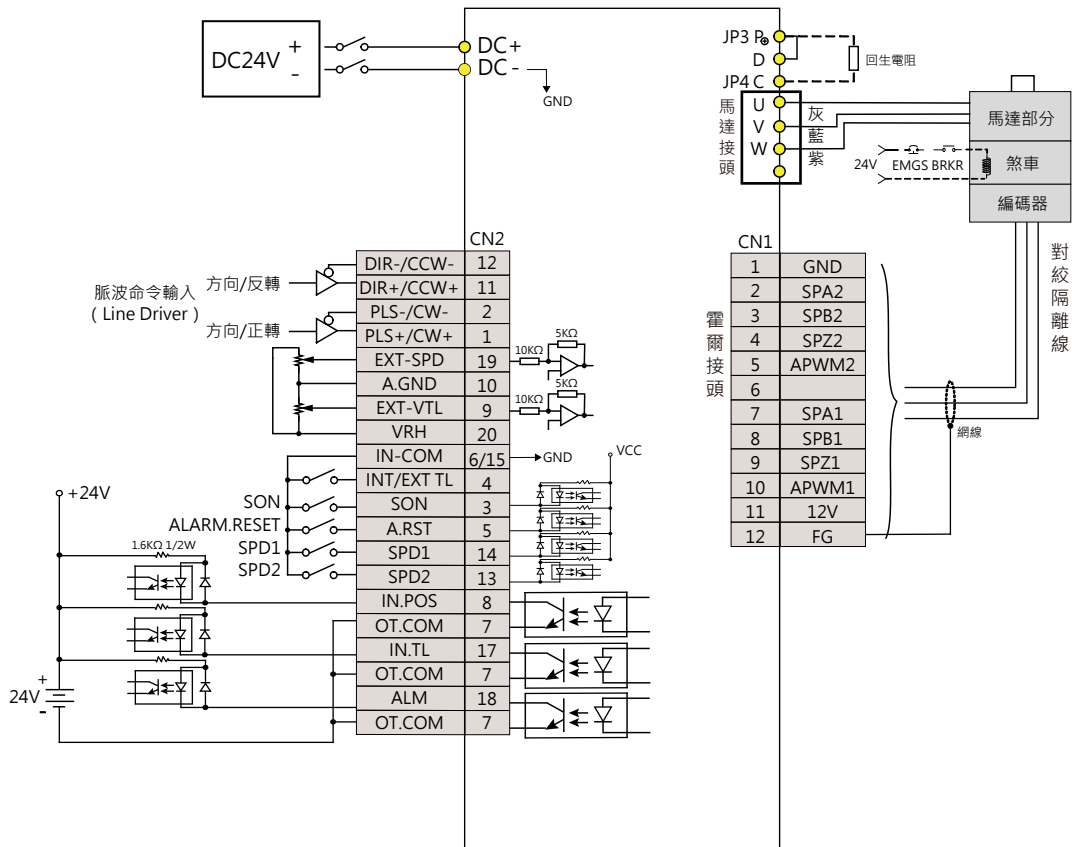 DC24V
+
-
DC+
DC-
GND
JP3 P⊕
D
JP4 C
回生電阻
馬達接頭
U
V
W
灰
藍
紫
馬達部分
24V
EMGS BRKR
煞車
編碼器
對絞隔離線
CN2
DIR-/CCW- 12
DIR+/CCW+ 11
PLS-/CW- 2
PLS+/CW+ 1
EXT-SPD 19
A.GND 10
EXT-VTL 9
VRH 20
IN-COM 6/15
INT/EXT TL 4
SON 3
A.RST 5
SPD1 14
SPD2 13
IN.POS 8
OT.COM 7
IN.TL 17
OT.COM 7
ALM 18
OT.COM 7
脈波命令輸入
( Line Driver )
方向/反轉
方向/正轉
10KΩ
5KΩ
10KΩ
5KΩ
GND
VCC
SON
ALARM.RESET
SPD1
SPD2
+24V
1.6KΩ 1/2W
+
24V
-
CN1
霍爾接頭
1 GND
2 SPA2
3 SPB2
4 SPZ2
5 APWM2
6
7 SPA1
8 SPB1
9 SPZ1
10 APWM1
11 12V
12 FG
網線